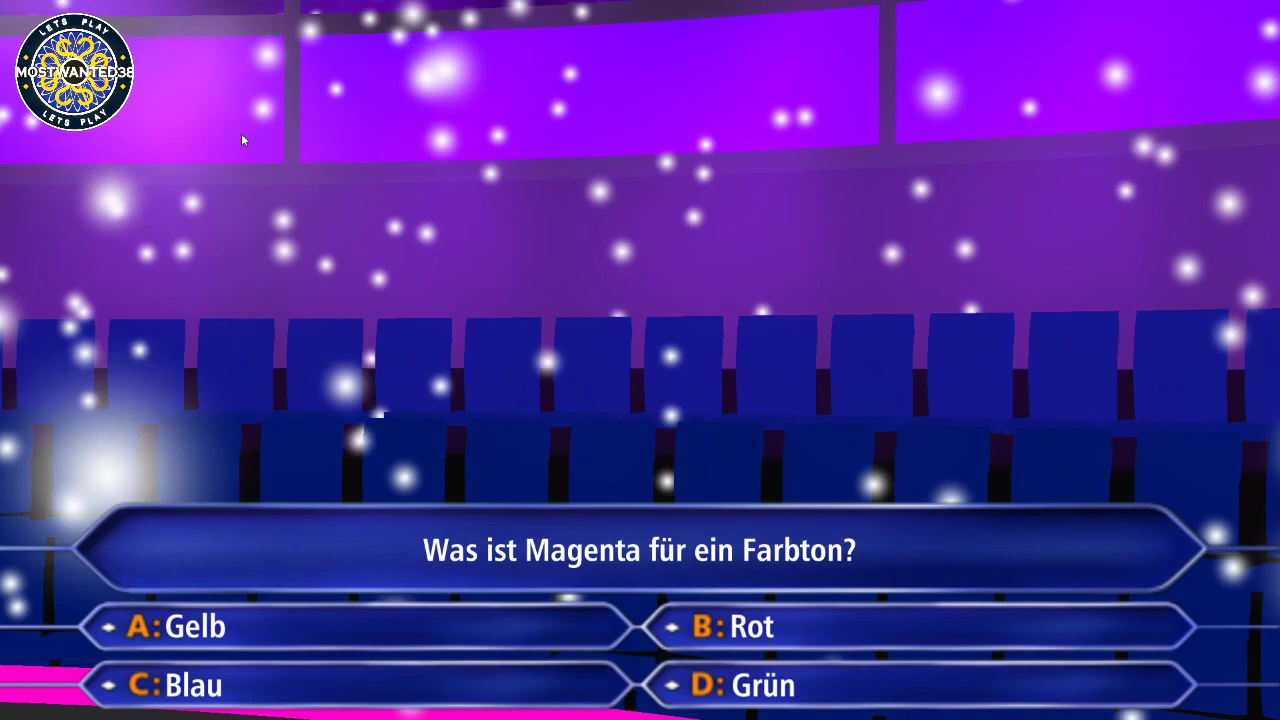 LETS PLAY
MOSTWANTED38
LETS PLAY
Was ist Magenta für ein Farbton?
A: Gelb
B: Rot
C: Blau
D: Grün